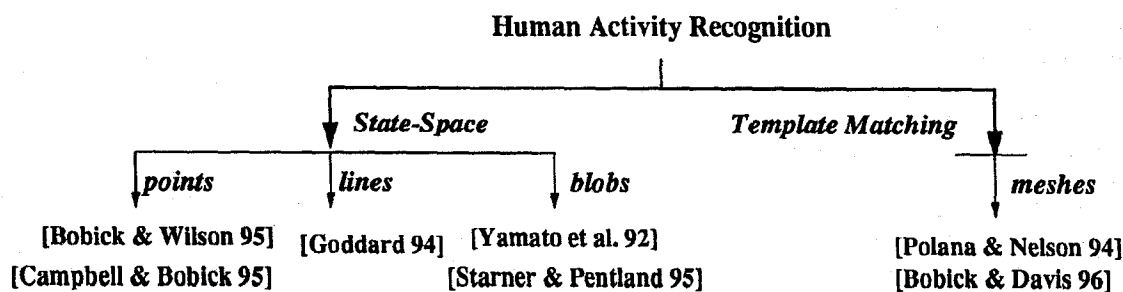 Human Activity Recognition
State-Space
Template Matching
points
lines
blobs
meshes
[Bobick & Wilson 95]
[Goddard 94]
[Yamato et al. 92]
[Polana & Nelson 94]
[Campbell & Bobick 95]
[Starner & Pentland 95]
[Bobick & Davis 96]